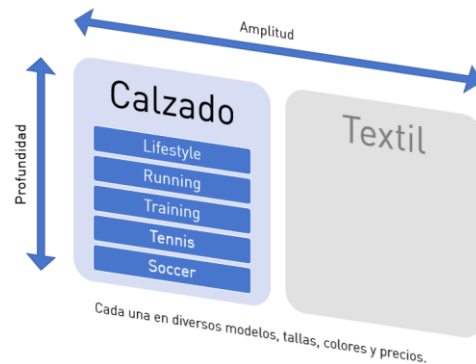 Amplitud
Profundidad
Calzado
Lifestyle
Running
Training
Tennis
Soccer
Textil
Cada una en diversos modelos, tallas, colores y precios.